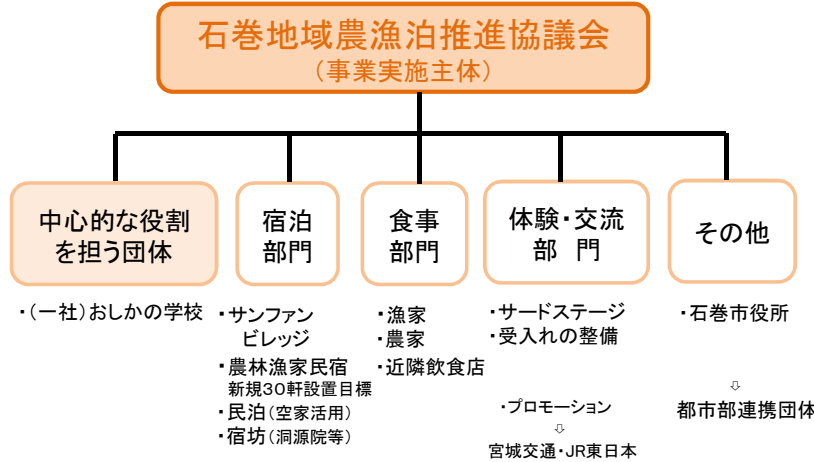 石巻地域農漁泊推進協議会
（事業実施主体）
中心的な役割
を担う団体
・（一社）おしかの学校
宿泊
部門
・サンファン
ビレッジ
・農林漁家民宿
新規30軒設置目標
・民泊（空家活用）
・宿坊（洞源院等）
食事
部門
・漁家
・農家
・近隣飲食店
体験・交流
部　門
・サードステージ
・受入れの整備
・プロモーション
⇩
宮城交通・JR東日本
その他
・石巻市役所
⇩
都市部連携団体